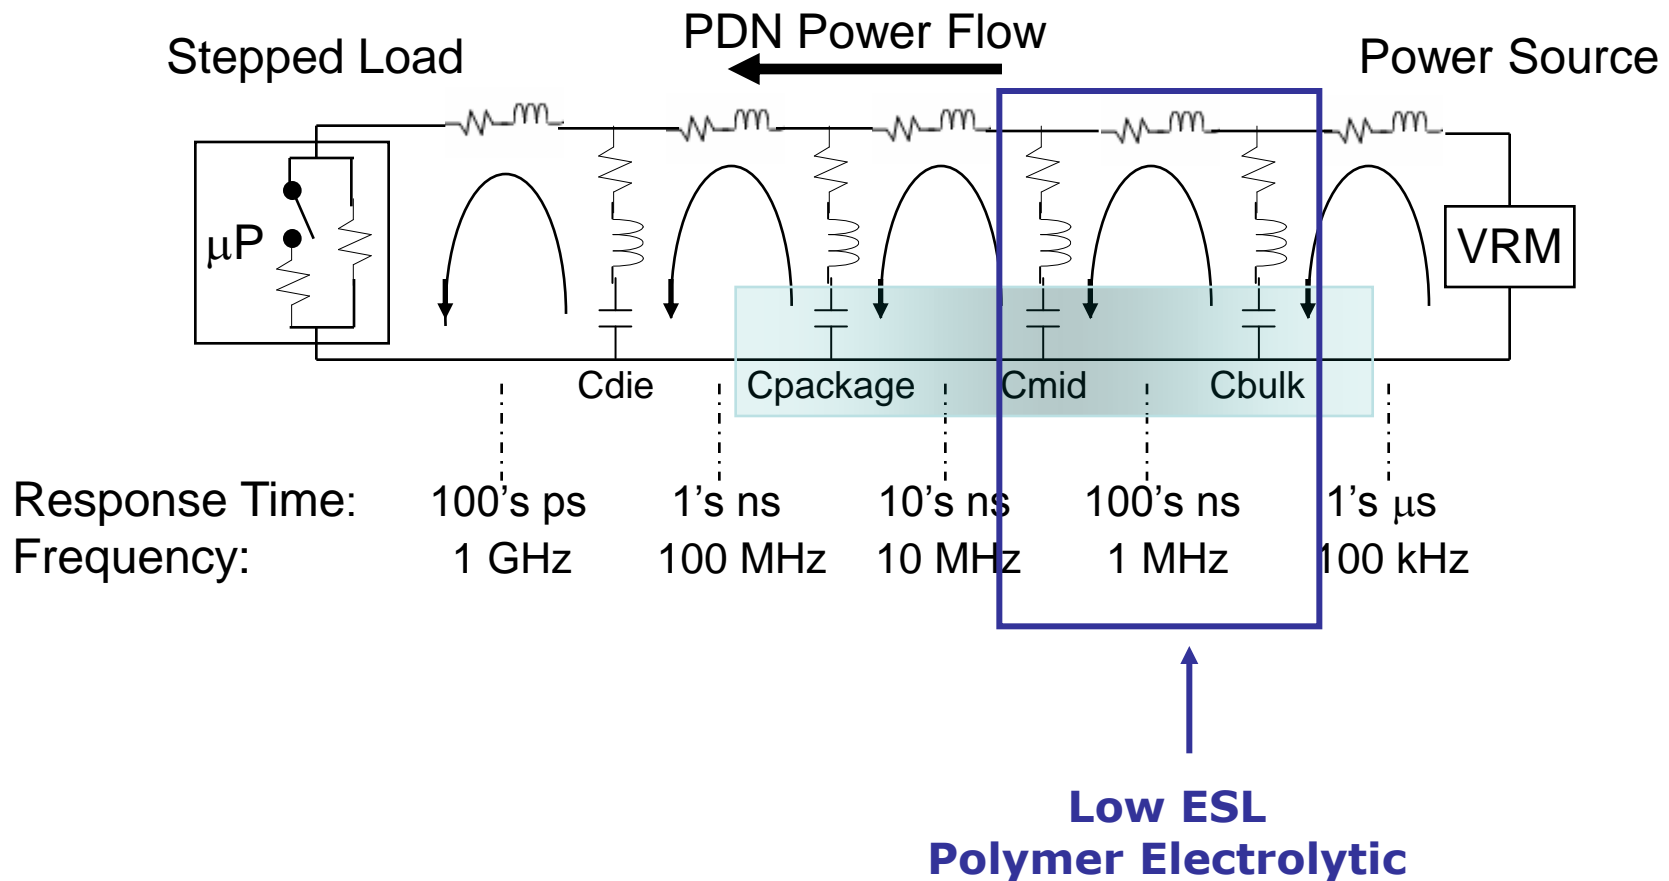 PDN Power Flow
Stepped Load
Power Source
μP
VRM
Cdie
Cpackage
Cmid
Cbulk
Response Time: 100’s ps 1’s ns 10’s ns 100’s ns 1’s μs
Frequency: 1 GHz 100 MHz 10 MHz 1 MHz 100 kHz
Low ESL
Polymer Electrolytic